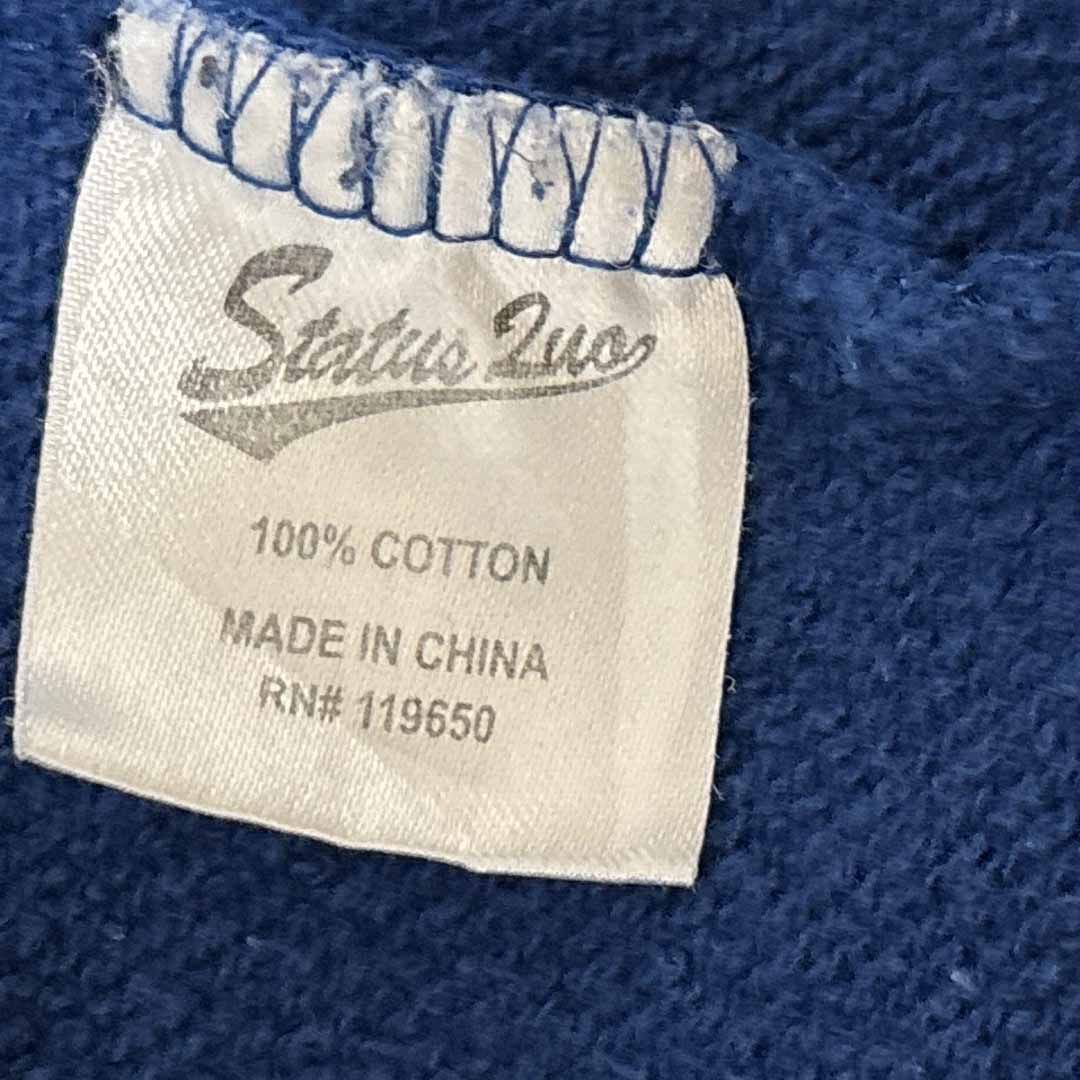 Status Quo
100% COTTON
MADE IN CHINA
RN# 119650